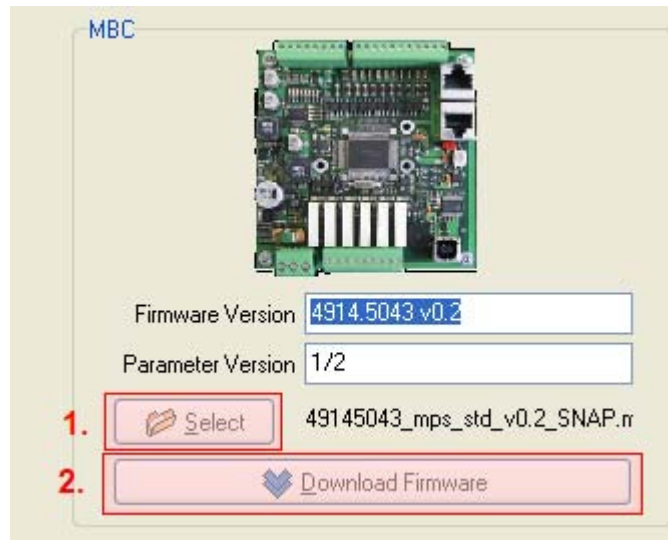 MBC
Firmware Version 4914.5043 v0.2
Parameter Version 1/2
1. Select 49145043_mps_std_v0.2_SNAP.m
2. Download Firmware